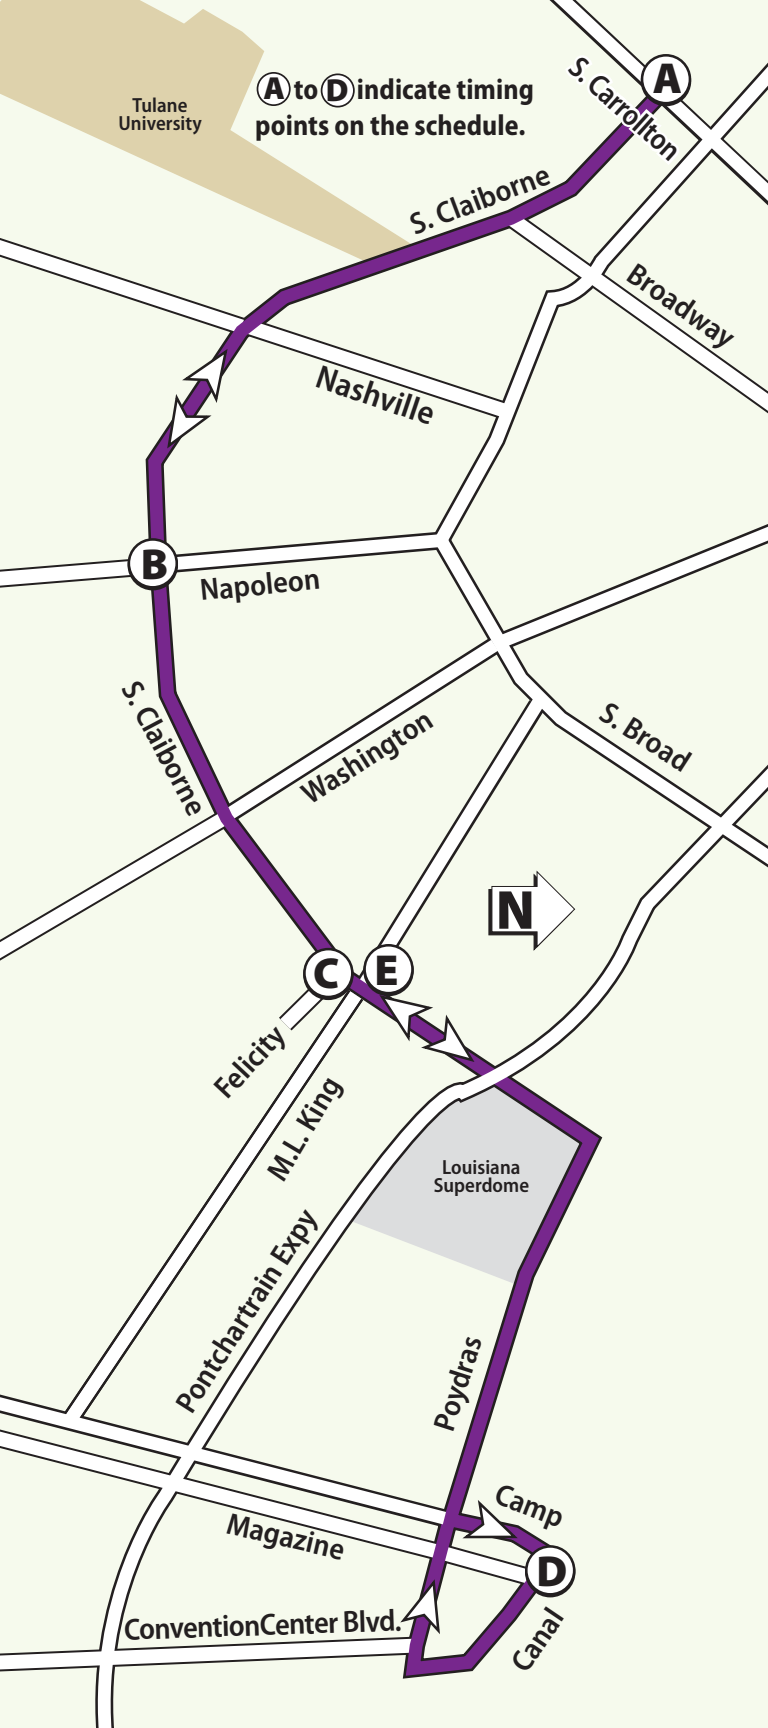 A
S. Carrollton
A to D indicate timing
points on the schedule.
Tulane
University
S. Claiborne
Broadway
Nashville
B
Napoleon
S. Claiborne
Washington
S. Broad
N
C
E
Felicity
M.L. King
Louisiana
Superdome
Pontchartrain Expy
Poydras
Camp
Magazine
D
ConventionCenter Blvd.
Canal